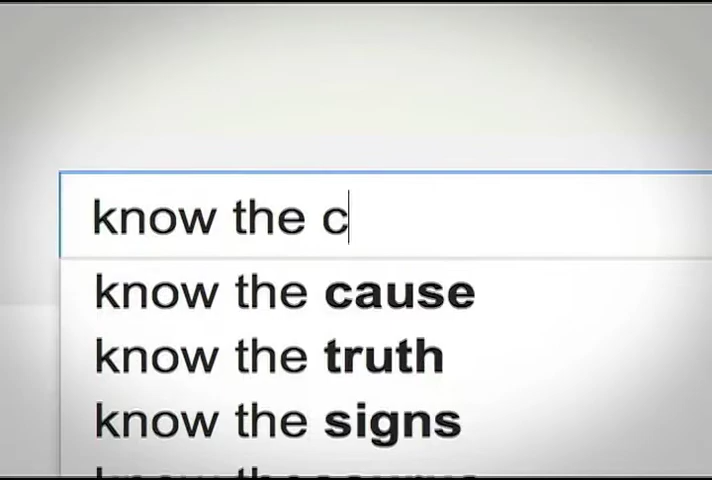 know the c
know the cause
know the truth
know the signs